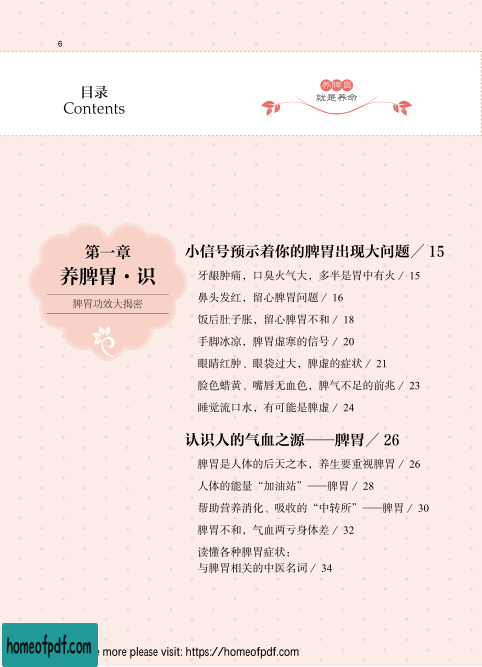 6
目录
Contents
养脾胃
就是养命
第一章
养脾胃·识
脾胃功效大揭密
小信号预示着你的脾胃出现大问题／15
牙龈肿痛，口臭火气大，多半是胃中有火／15
鼻头发红，留心脾胃问题／16
饭后肚子胀，留心脾胃不和／18
手脚冰凉，脾胃虚寒的信号／20
眼睛红肿、眼袋过大，脾虚的症状／21
脸色蜡黄、嘴唇无血色，脾气不足的前兆／23
睡觉流口水，有可能是脾虚／24
认识人的气血之源——脾胃／26
脾胃是人体的后天之本，养生要重视脾胃／26
人体的能量“加油站”——脾胃／28
帮助营养消化、吸收的“中转所”——脾胃／30
脾胃不和，气血两亏身体差／32
读懂各种脾胃症状：
与脾胃相关的中医名词／34
homeofpdf.com
more please visit: https://homeofpdf.com